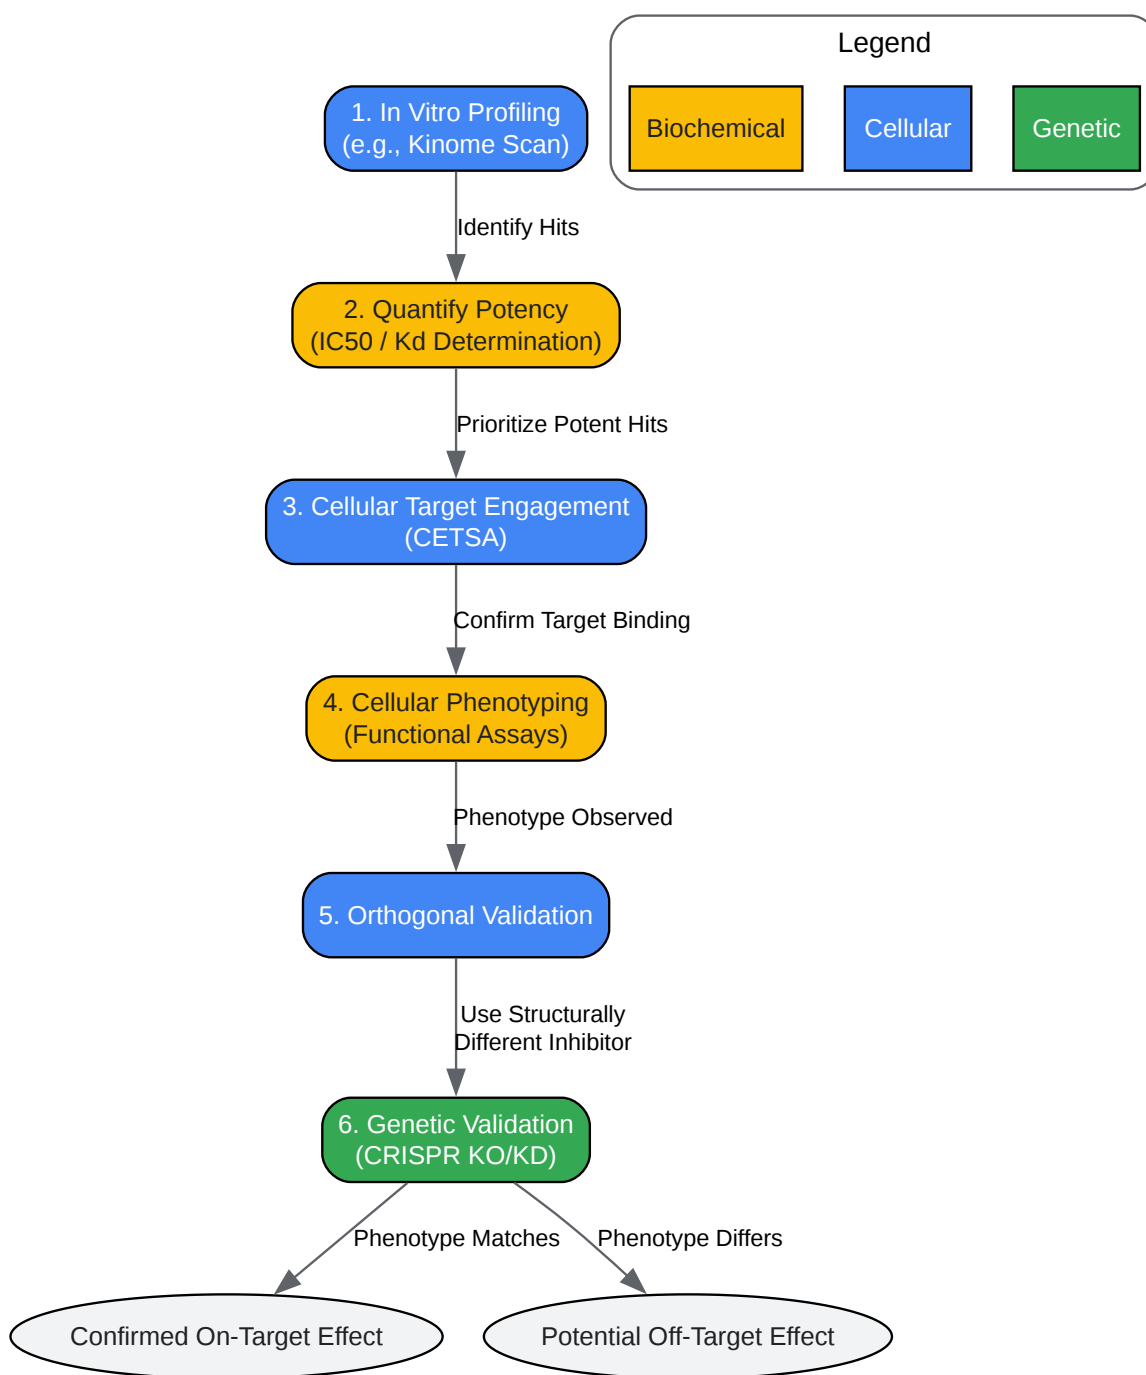 Legend
Biochemical
Cellular
Genetic
1. In Vitro Profiling
(e.g., Kinome Scan)
Identify Hits
2. Quantify Potency
(IC50 / Kd Determination)
Prioritize Potent Hits
3. Cellular Target Engagement
(CETSA)
Confirm Target Binding
4. Cellular Phenotyping
(Functional Assays)
Phenotype Observed
5. Orthogonal Validation
Use Structurally
Different Inhibitor
6. Genetic Validation
(CRISPR KO/KD)
Phenotype Matches
Phenotype Differs
Confirmed On-Target Effect
Potential Off-Target Effect